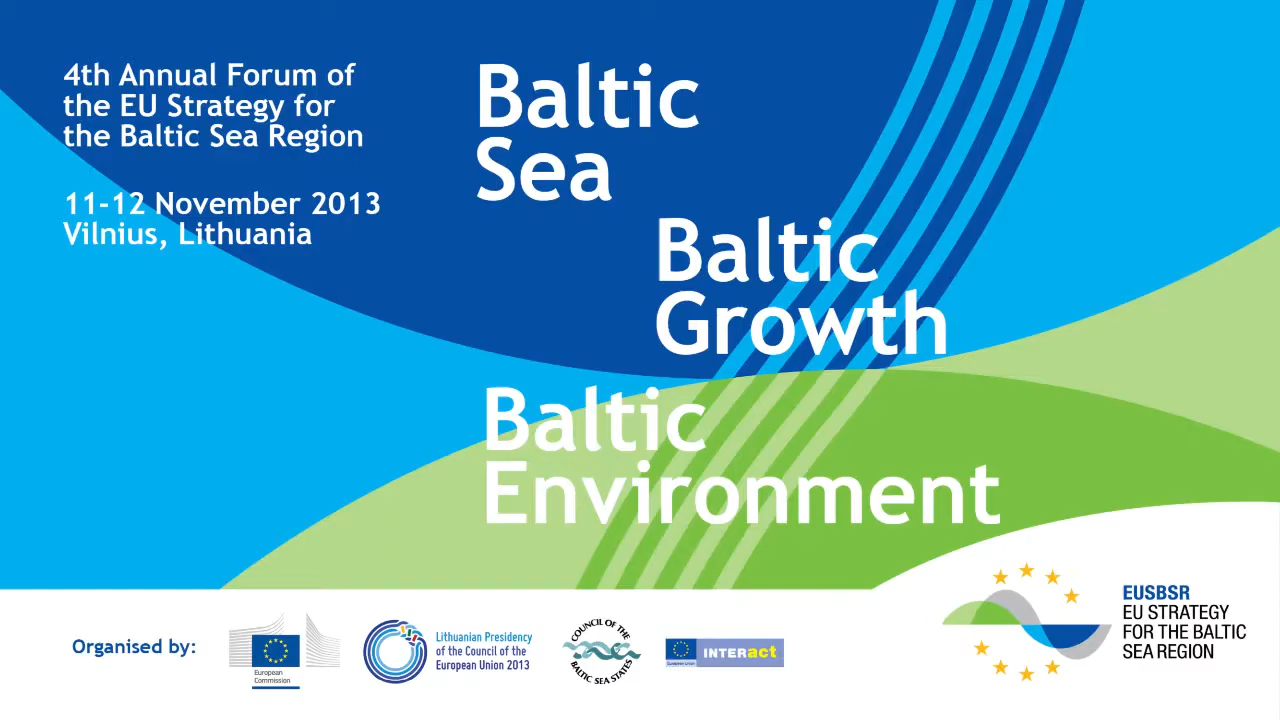 4th Annual Forum of
the EU Strategy for
the Baltic Sea Region
11-12 November 2013
Vilnius, Lithuania
Baltic
Sea
Baltic
Growth
Baltic
Environment
Organised by:
European
Commission
Lithuanian Presidency
of the Council of the
European Union 2013
COUNCIL OF THE
BALTIC SEA STATES
European Union
INTERact
EUSBSR
EU STRATEGY
FOR THE BALTIC
SEA REGION